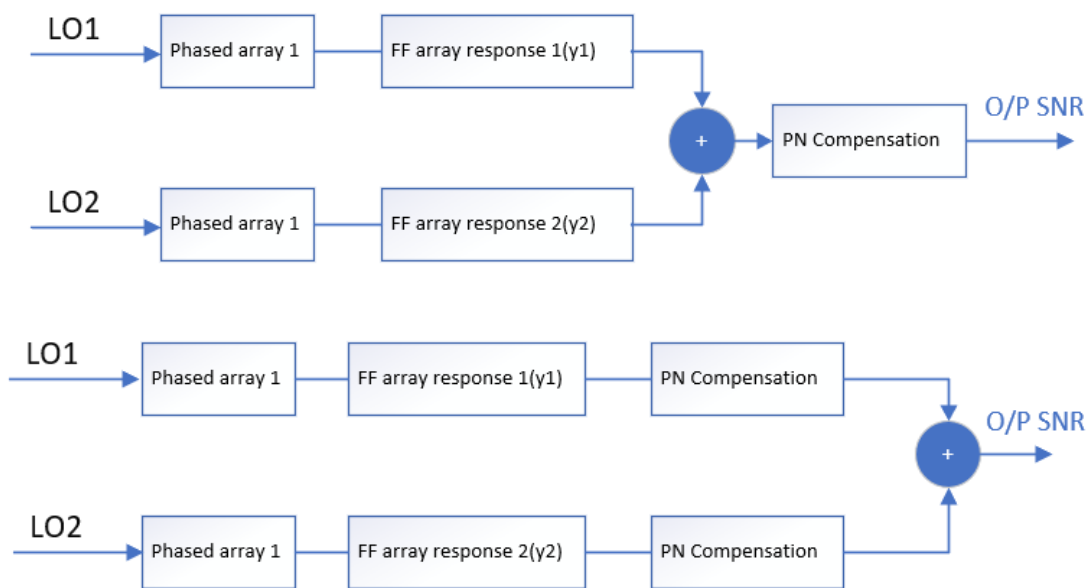 LO1
Phased array 1
FF array response 1(y1)
+
PN Compensation
O/P SNR
LO2
Phased array 1
FF array response 2(y2)
LO1
Phased array 1
FF array response 1(y1)
PN Compensation
+
O/P SNR
LO2
Phased array 1
FF array response 2(y2)
PN Compensation